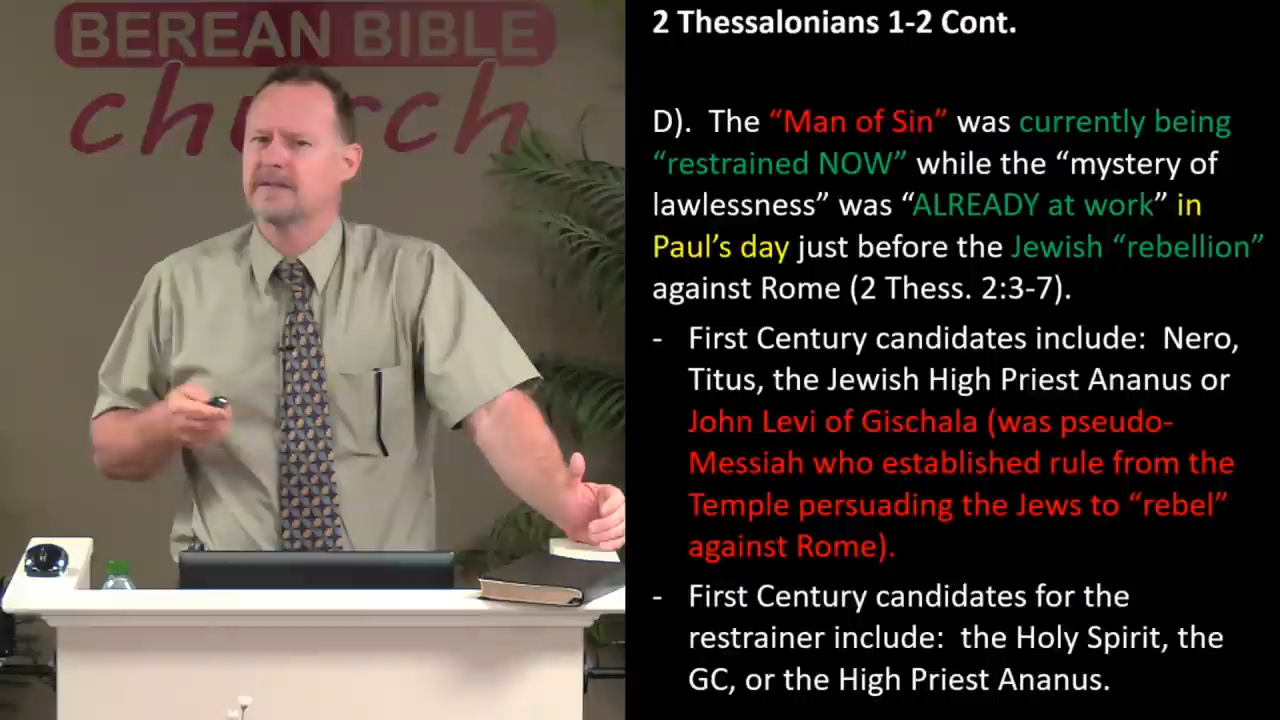 BEREAN BIBLE
church
2 Thessalonians 1-2 Cont.
D). The “Man of Sin” was currently being
“restrained NOW” while the “mystery of
lawlessness” was “ALREADY at work” in
Paul’s day just before the Jewish “rebellion”
against Rome (2 Thess. 2:3-7).
- First Century candidates include: Nero,
Titus, the Jewish High Priest Ananus or
John Levi of Gischala (was pseudo-
Messiah who established rule from the
Temple persuading the Jews to “rebel”
against Rome).
- First Century candidates for the
restrainer include: the Holy Spirit, the
GC, or the High Priest Ananus.